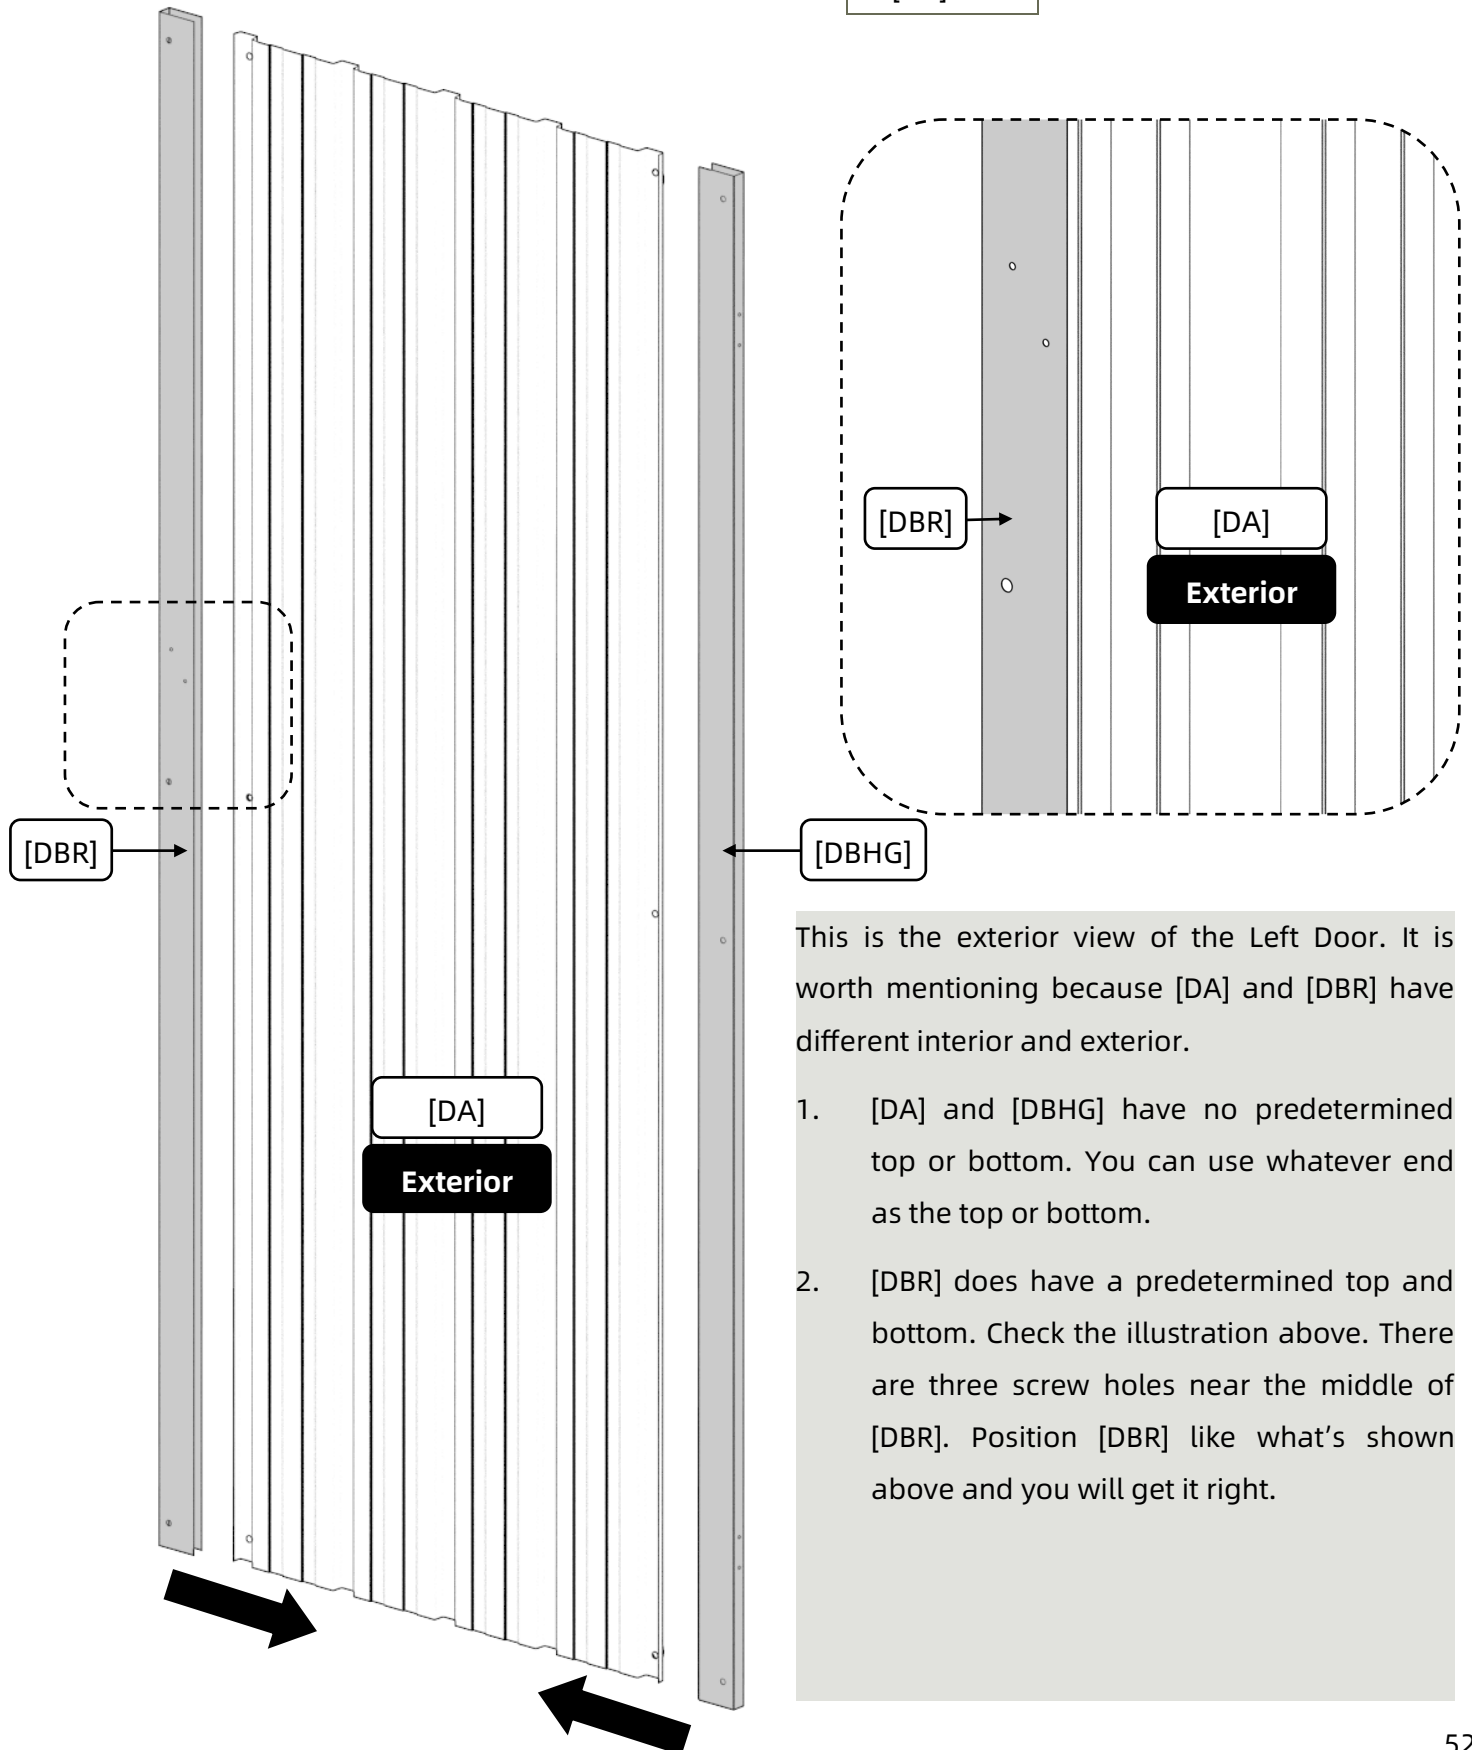 [DBR]
[DA]
Exterior
[DBR]
[DBHG]
[DA]
Exterior
This is the exterior view of the Left Door. It is
worth mentioning because [DA] and [DBR] have
different interior and exterior.
1. [DA] and [DBHG] have no predetermined
top or bottom. You can use whatever end
as the top or bottom.
2. [DBR] does have a predetermined top and
bottom. Check the illustration above. There
are three screw holes near the middle of
[DBR]. Position [DBR] like what’s shown
above and you will get it right.
52